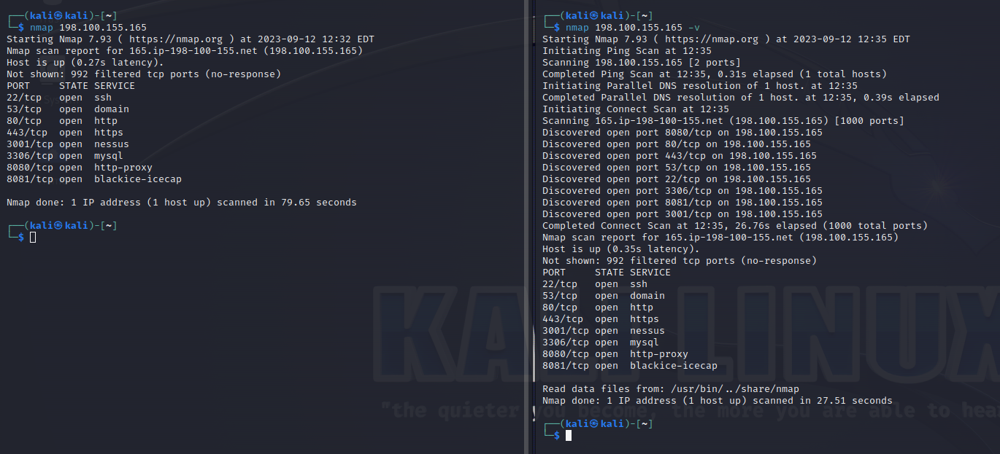 ┌──(kali㉿kali)-[~]
└─$ nmap 198.100.155.165
Starting Nmap 7.93 ( https://nmap.org ) at 2023-09-12 12:32 EDT
Nmap scan report for 165.ip-198-100-155.net (198.100.155.165)
Host is up (0.27s latency).
Not shown: 992 filtered tcp ports (no-response)
PORT     STATE SERVICE
22/tcp   open  ssh
53/tcp   open  domain
80/tcp   open  http
443/tcp  open  https
3001/tcp open  nessus
3306/tcp open  mysql
8080/tcp open  http-proxy
8081/tcp open  blackice-icecap
Nmap done: 1 IP address (1 host up) scanned in 79.65 seconds
┌──(kali㉿kali)-[~]
└─$
┌──(kali㉿kali)-[~]
└─$ nmap 198.100.155.165 -v
Starting Nmap 7.93 ( https://nmap.org ) at 2023-09-12 12:35 EDT
Initiating Ping Scan at 12:35
Scanning 198.100.155.165 [2 ports]
Completed Ping Scan at 12:35, 0.31s elapsed (1 total hosts)
Initiating Parallel DNS resolution of 1 host. at 12:35
Completed Parallel DNS resolution of 1 host. at 12:35, 0.39s elapsed
Initiating Connect Scan at 12:35
Scanning 165.ip-198-100-155.net (198.100.155.165) [1000 ports]
Discovered open port 8080/tcp on 198.100.155.165
Discovered open port 80/tcp on 198.100.155.165
Discovered open port 443/tcp on 198.100.155.165
Discovered open port 53/tcp on 198.100.155.165
Discovered open port 22/tcp on 198.100.155.165
Discovered open port 3306/tcp on 198.100.155.165
Discovered open port 8081/tcp on 198.100.155.165
Discovered open port 3001/tcp on 198.100.155.165
Completed Connect Scan at 12:35, 26.76s elapsed (1000 total ports)
Nmap scan report for 165.ip-198-100-155.net (198.100.155.165)
Host is up (0.35s latency).
Not shown: 992 filtered tcp ports (no-response)
PORT     STATE SERVICE
22/tcp   open  ssh
53/tcp   open  domain
80/tcp   open  http
443/tcp  open  https
3001/tcp open  nessus
3306/tcp open  mysql
8080/tcp open  http-proxy
8081/tcp open  blackice-icecap
Read data files from: /usr/bin/../share/nmap
Nmap done: 1 IP address (1 host up) scanned in 27.51 seconds
┌──(kali㉿kali)-[~]
└─$
KALI LINUX
"the quieter you become, the more you are able to hea